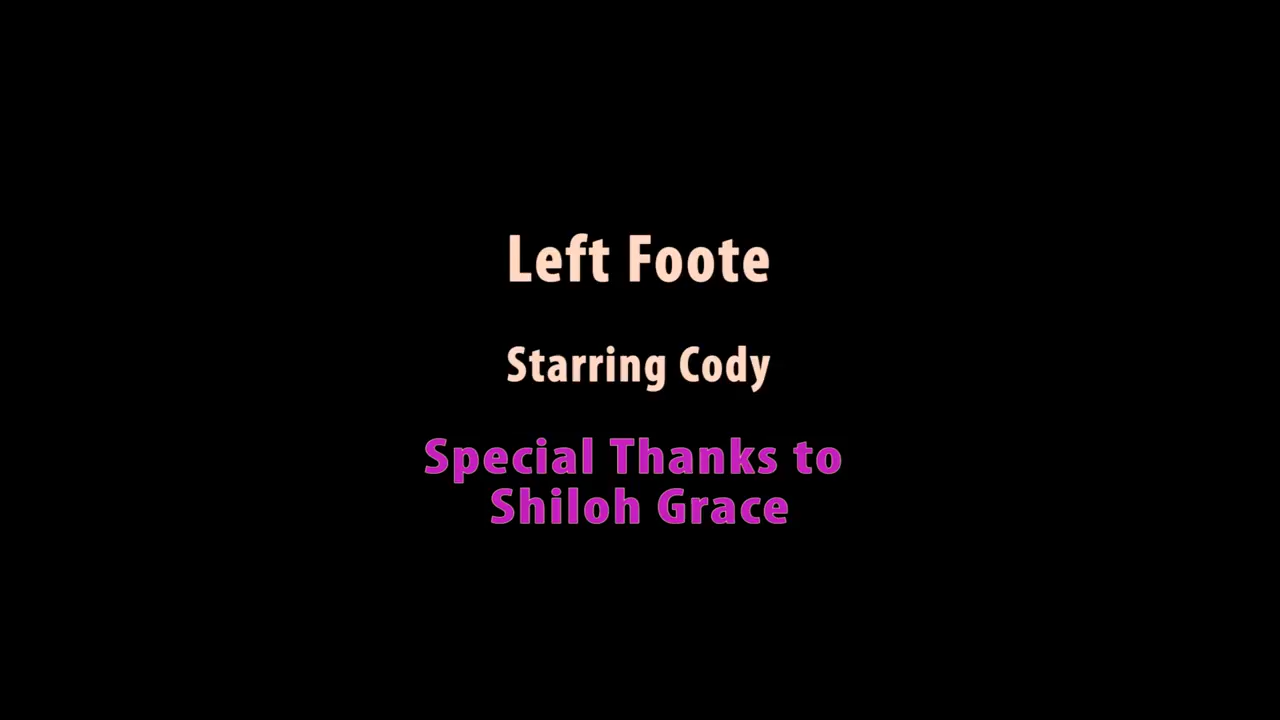 Left Foote
Starring Cody
Special Thanks to
Shiloh Grace